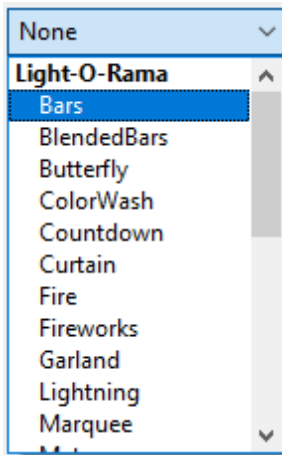 None
Light-O-Rama
Bars
BlendedBars
Butterfly
ColorWash
Countdown
Curtain
Fire
Fireworks
Garland
Lightning
Marquee